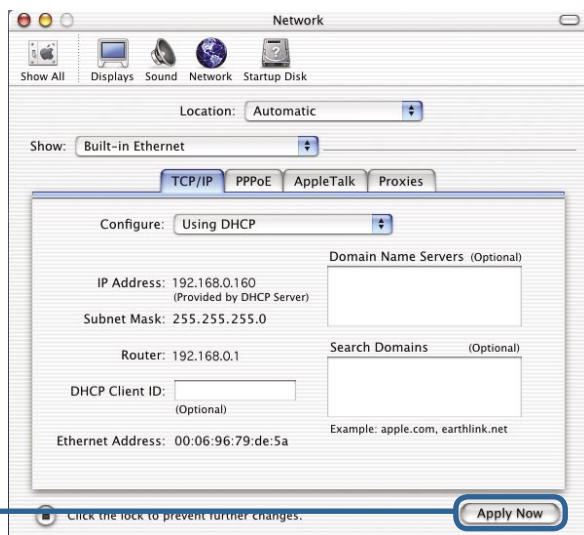 Network
Show All Displays Sound Network Startup Disk
Location: Automatic
Show: Built-in Ethernet
TCP/IP PPPoE AppleTalk Proxies
Configure: Using DHCP
Domain Name Servers (Optional)
IP Address: 192.168.0.160
(Provided by DHCP Server)
Subnet Mask: 255.255.255.0
Router: 192.168.0.1
Search Domains (Optional)
DHCP Client ID:
(Optional)
Example: apple.com, earthlink.net
Ethernet Address: 00:06:96:79:de:5a
Click the lock to prevent further changes.
Apply Now